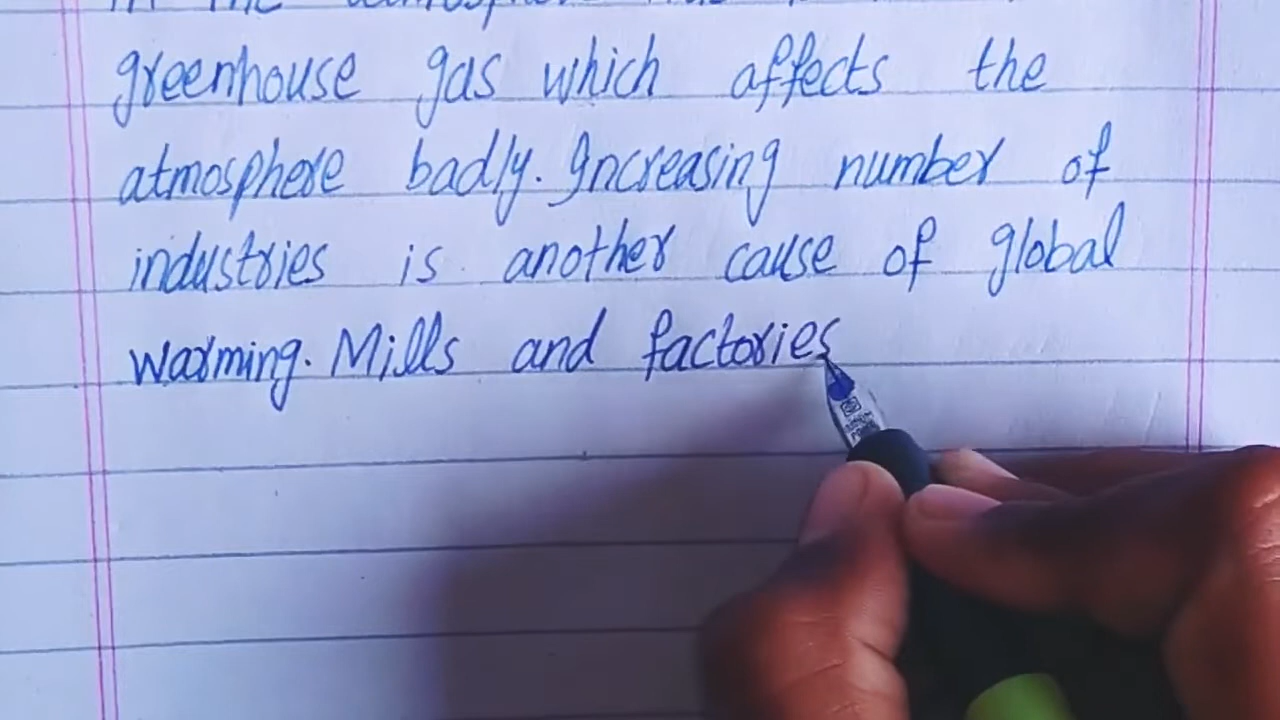 greenhouse gas which affects the
atmosphere badly. Increasing number of
industries is another cause of global
warming. Mills and factories